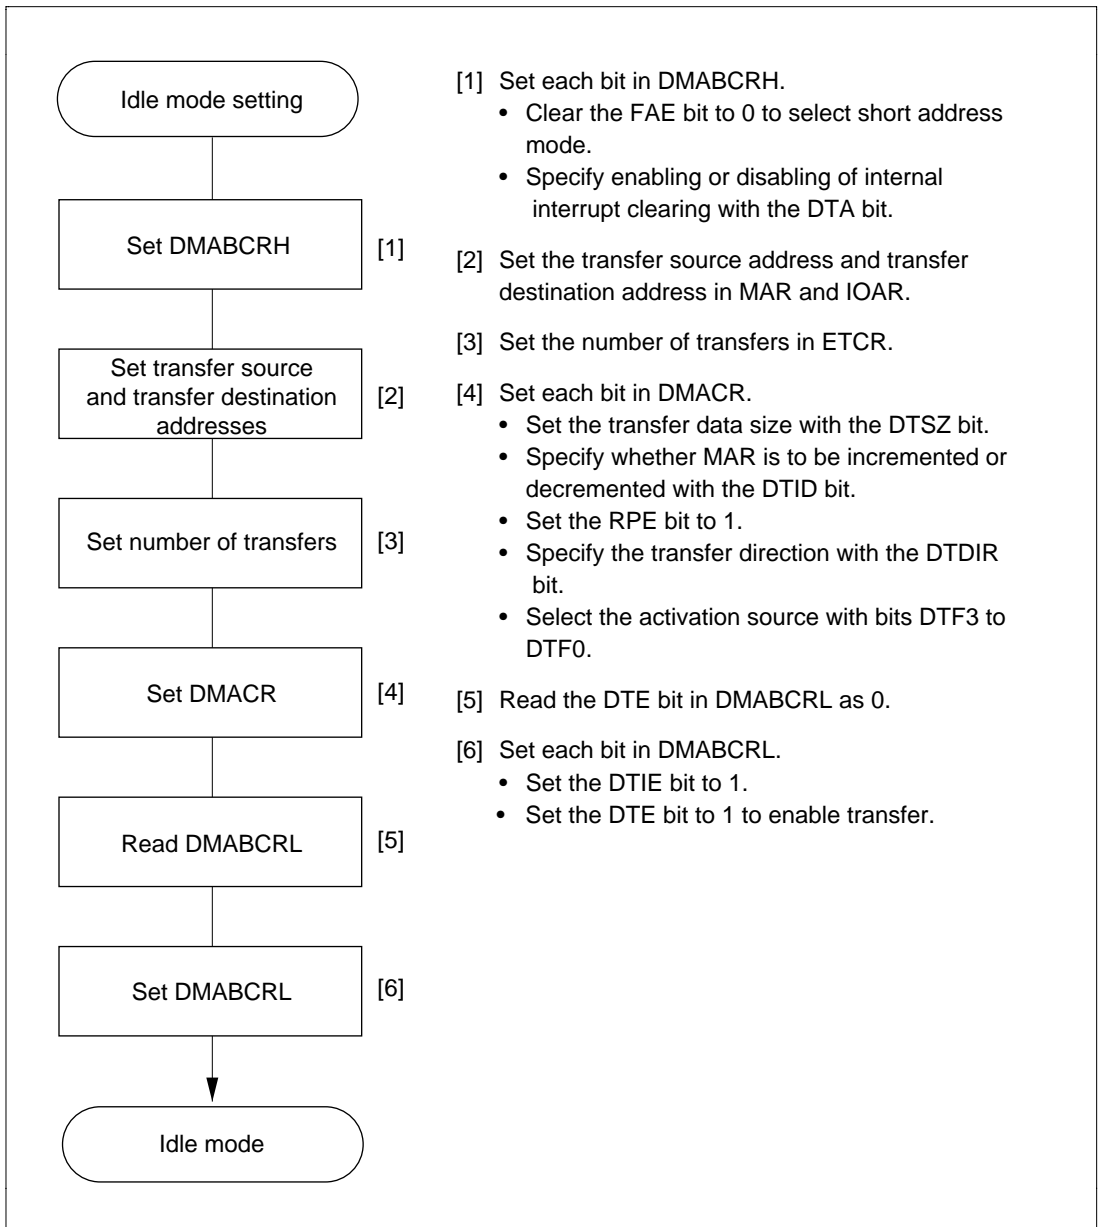 Idle mode setting
Set DMABCRH
[1]
Set transfer source
and transfer destination
addresses
[2]
Set number of transfers
[3]
Set DMACR
[4]
Read DMABCRL
[5]
Set DMABCRL
[6]
Idle mode
[1] Set each bit in DMABCRH.
• Clear the FAE bit to 0 to select short address
mode.
• Specify enabling or disabling of internal
interrupt clearing with the DTA bit.
[2] Set the transfer source address and transfer
destination address in MAR and IOAR.
[3] Set the number of transfers in ETCR.
[4] Set each bit in DMACR.
• Set the transfer data size with the DTSZ bit.
• Specify whether MAR is to be incremented or
decremented with the DTID bit.
• Set the RPE bit to 1.
• Specify the transfer direction with the DTDIR
bit.
• Select the activation source with bits DTF3 to
DTF0.
[5] Read the DTE bit in DMABCRL as 0.
[6] Set each bit in DMABCRL.
• Set the DTIE bit to 1.
• Set the DTE bit to 1 to enable transfer.